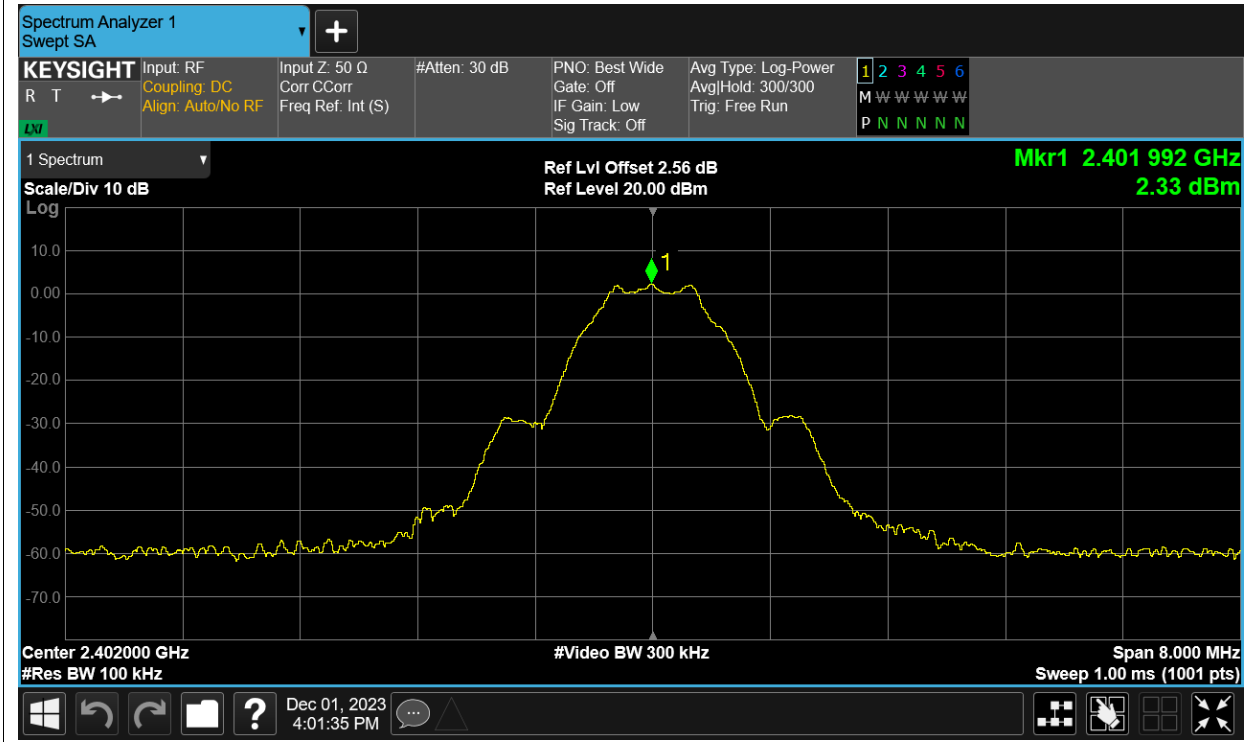 Spectrum Analyzer 1
Swept SA
+
KEYSIGHT
R T
LXI
Input: RF
Coupling: DC
Align: Auto/No RF
Input Z: 50 Ω
Corr CCorr
Freq Ref: Int (S)
#Atten: 30 dB
PNO: Best Wide
Gate: Off
IF Gain: Low
Sig Track: Off
Avg Type: Log-Power
Avg|Hold: 300/300
Trig: Free Run
1 2 3 4 5 6
M W W W W W
P N N N N N
1 Spectrum
Scale/Div 10 dB
Log
Ref Lvl Offset 2.56 dB
Ref Level 20.00 dBm
Mkr1 2.401 992 GHz
2.33 dBm
10.0
1
0.00
-10.0
-20.0
-30.0
-40.0
-50.0
-60.0
-70.0
Center 2.402000 GHz
#Res BW 100 kHz
#Video BW 300 kHz
Span 8.000 MHz
Sweep 1.00 ms (1001 pts)
?
Dec 01, 2023
4:01:35 PM